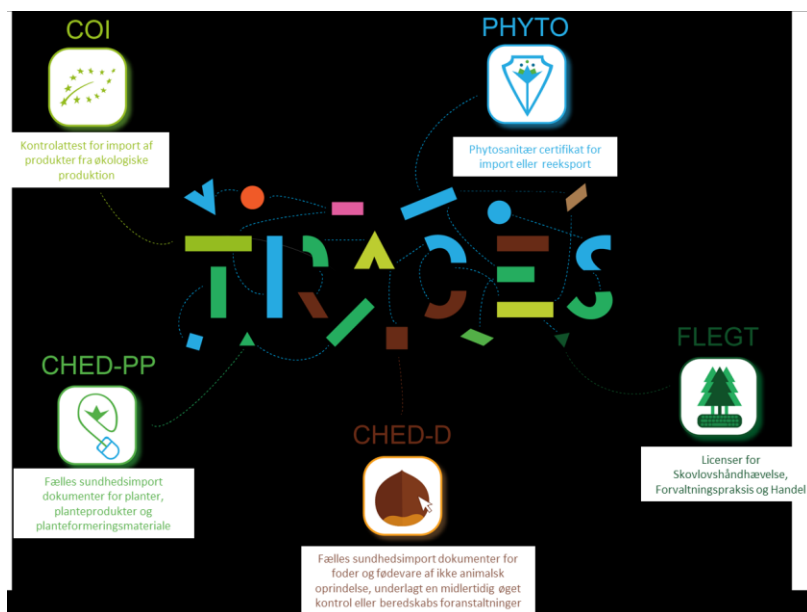 COI
Kontrolattest for import af
produkter fra økologiske
produktion
PHYTO
Phytosanitær certifikat for
import eller reeksport
TRACES
CHED-PP
Fælles sundhedsimport
dokumenter for planter,
planteprodukter og
planteformeringsmateriale
CHED-D
Fælles sundhedsimport dokumenter for
foder og fødevare af ikke animalsk
oprindelse, underlagt en midlertidig øget
kontrol eller beredskabs foranstaltninger
FLEGT
Licenser for
Skovlovshåndhævelse,
Forvaltningspraksis og Handel